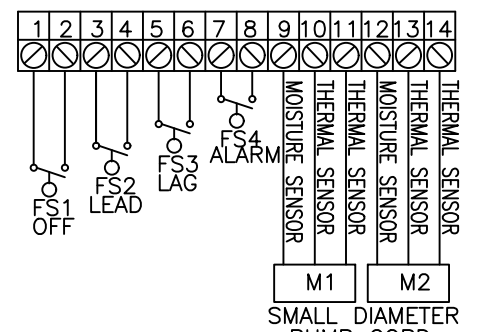 1 2 3 4 5 6 7 8 9 10 11 12 13 14
MOISTURE SENSOR
THERMAL SENSOR
THERMAL SENSOR
MOISTURE SENSOR
THERMAL SENSOR
THERMAL SENSOR
FS4
ALARM
FS3
LAG
FS2
LEAD
FS1
OFF
M1 M2
SMALL DIAMETER
PUMP CORD